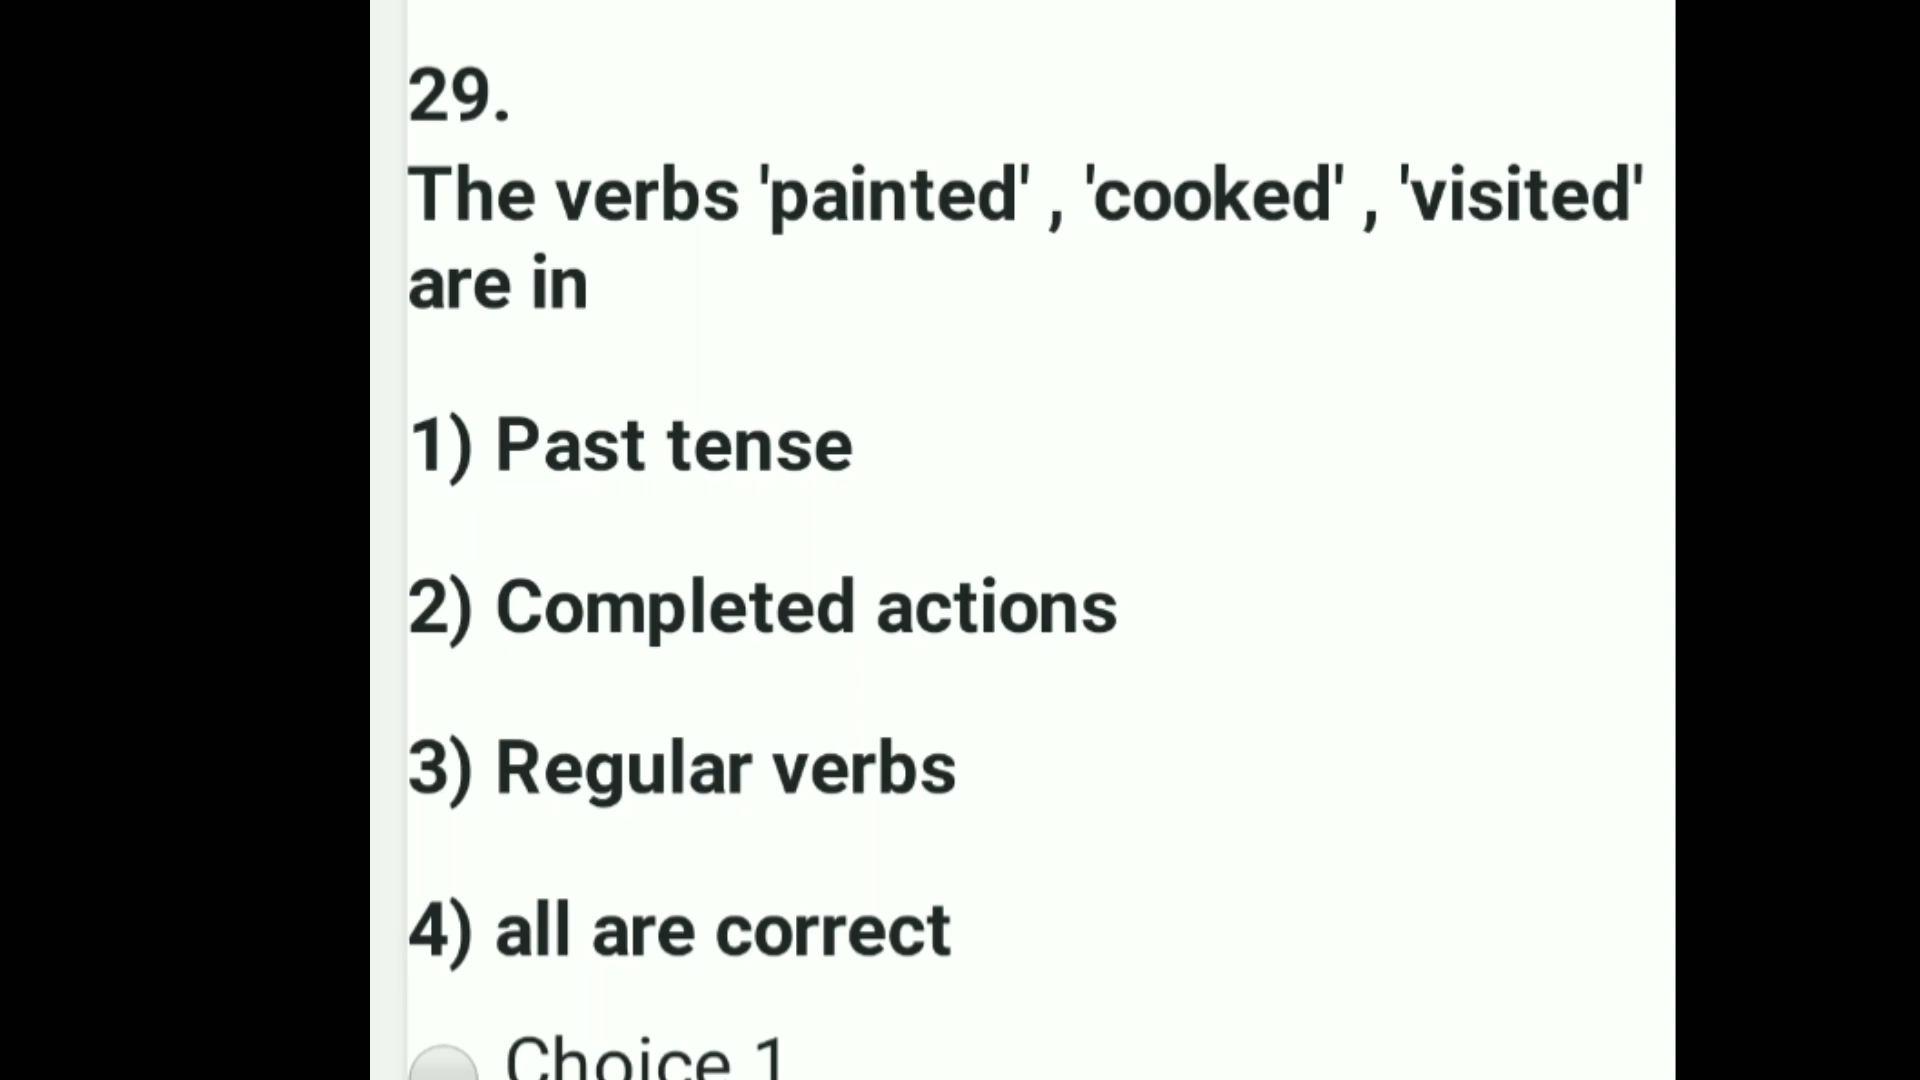 29.
The verbs 'painted' , 'cooked' , 'visited'
are in
1) Past tense
2) Completed actions
3) Regular verbs
4) all are correct
Choice 1